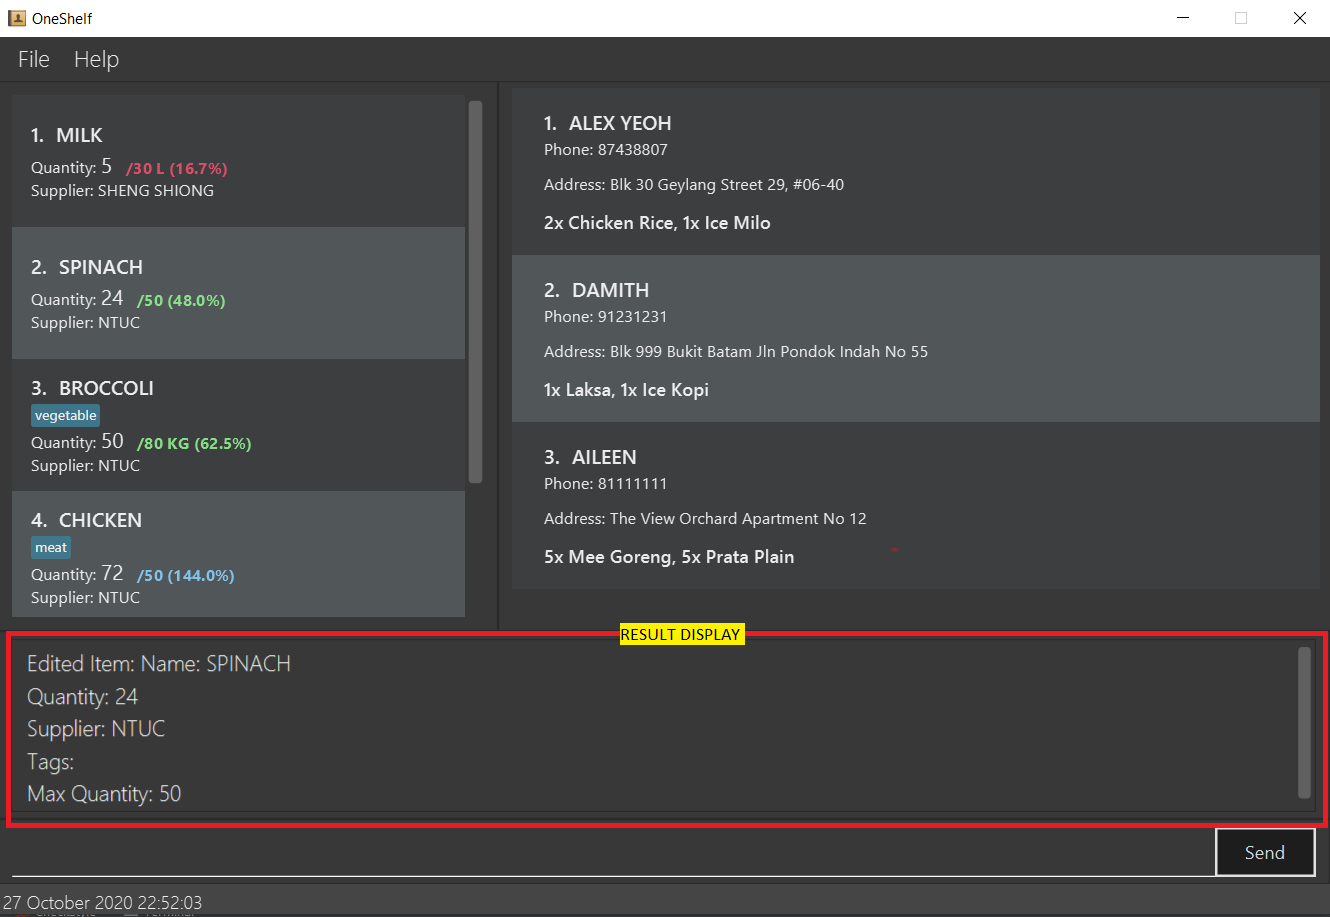 OneShelf
File Help
1. MILK
Quantity: 5 /30 L (16.7%)
Supplier: SHENG SHIONG
2. SPINACH
Quantity: 24 /50 (48.0%)
Supplier: NTUC
3. BROCCOLI
vegetable
Quantity: 50 /80 KG (62.5%)
Supplier: NTUC
4. CHICKEN
meat
Quantity: 72 /50 (144.0%)
Supplier: NTUC
1. ALEX YEOH
Phone: 87438807
Address: Blk 30 Geylang Street 29, #06-40
2x Chicken Rice, 1x Ice Milo
2. DAMITH
Phone: 91231231
Address: Blk 999 Bukit Batam Jln Pondok Indah No 55
1x Laksa, 1x Ice Kopi
3. AILEEN
Phone: 81111111
Address: The View Orchard Apartment No 12
5x Mee Goreng, 5x Prata Plain
RESULT DISPLAY
Edited Item: Name: SPINACH
Quantity: 24
Supplier: NTUC
Tags:
Max Quantity: 50
Send
27 October 2020 22:52:03